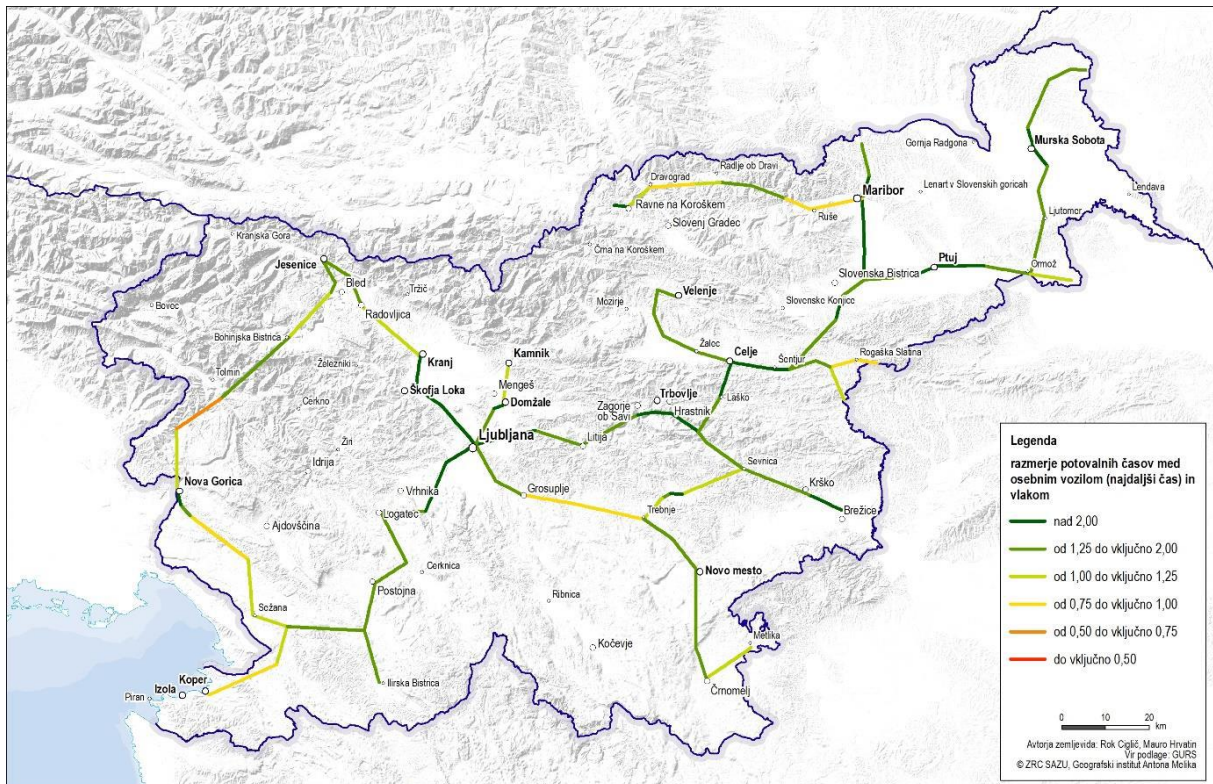 Gornja Radgona
Murska Sobota
Radlje ob Dravi
Dravograd
Maribor
Lenart v Slovenskih goricah
Lendava
Ravne na Koroškem
Ruše
Ljutomer
Slovenj Gradec
Kranjska Gora
Črna na Koroškem
Jesenice
Ptuj
Ormož
Bled
Tržič
Slovenska Bistrica
Bovec
Radovljica
Mozirje
Velenje
Slovenske Konjice
Bohinjska Bistrica
Kranj
Kamnik
Žalec
Celje
Šentjur
Rogaška Slatina
Železniki
Tolmin
Škofja Loka
Mengeš
Domžale
Trbovlje
Laško
Cerkno
Zagorje
ob Savi
Hrastnik
Ljubljana
Litija
Žiri
Idrija
Sevnica
Nova Gorica
Vrhnika
Grosuplje
Krško
Logatec
Trebnje
Brežice
Ajdovščina
Cerknica
Novo mesto
Postojna
Ribnica
Sežana
Kočevje
Metlika
Koper
Izola
Piran
Ilirska Bistrica
Črnomelj
Legenda
razmerje potovalnih časov med
osebnim vozilom (najdaljši čas) in
vlakom
nad 2,00
od 1,25 do vključno 2,00
od 1,00 do vključno 1,25
od 0,75 do vključno 1,00
od 0,50 do vključno 0,75
do vključno 0,50
0 10 20
km
Avtorja zemljevida: Rok Ciglič, Mauro Hrvatin
Vir podlage: GURS
© ZRC SAZU, Geografski inštitut Antona Melika